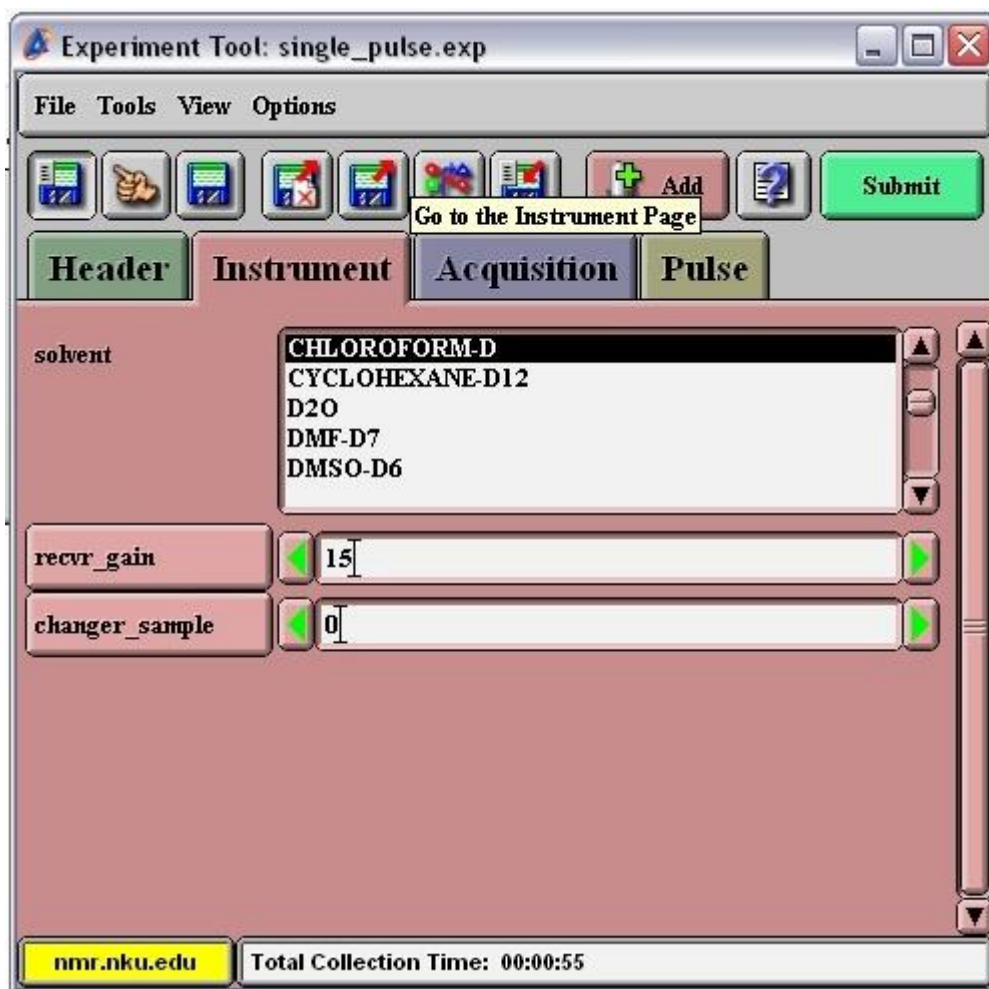 Experiment Tool: single_pulse.exp
File Tools View Options
Add
Submit
Go to the Instrument Page
Header Instrument Acquisition Pulse
solvent
CHLOROFORM-D
CYCLOHEXANE-D12
D2O
DMF-D7
DMSO-D6
recvr_gain 15
changer_sample 0
nmr.nku.edu Total Collection Time: 00:00:55